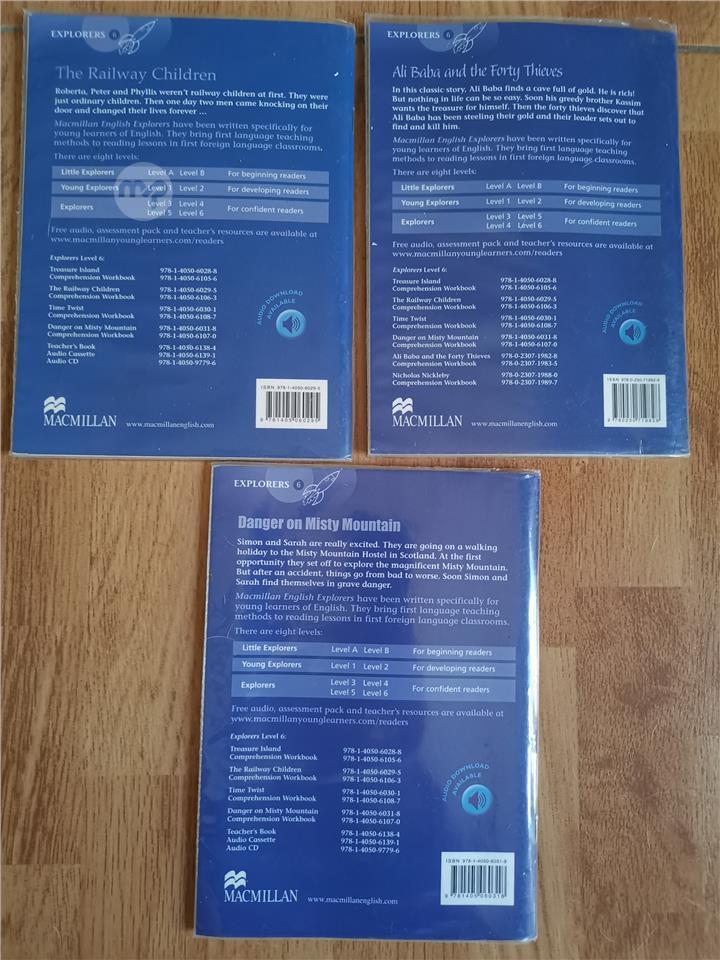 EXPLORERS 6
The Railway Children
Roberta, Peter and Phyllis weren't railway children at first. They were
just ordinary children. Then one day two men came knocking on their
door and changed their lives forever ...
Macmillan English Explorers have been written specifically for
young learners of English. They bring first language teaching
methods to reading lessons in first foreign language classrooms.
There are eight levels:
Little Explorers Level A Level B For beginning readers
Young Explorers Level 1 Level 2 For developing readers
Explorers Level 3 Level 4 For confident readers
Level 5 Level 6
Free audio, assessment pack and teacher's resources are available at
www.macmillanyounglearners.com/readers
Explorers Level 6:
Treasure Island 978-1-4050-6028-8
Comprehension Workbook 978-1-4050-6105-6
The Railway Children 978-1-4050-6029-5
Comprehension Workbook 978-1-4050-6106-3
Time Twist 978-1-4050-6030-1
Comprehension Workbook 978-1-4050-6108-7
Danger on Misty Mountain 978-1-4050-6031-8
Comprehension Workbook 978-1-4050-6107-0
Teacher's Book 978-1-4050-6138-4
Audio Cassette 978-1-4050-6139-1
Audio CD 978-1-4050-9779-6
AUDIO DOWNLOAD
AVAILABLE
ISBN 978-1-4050-6029-5
9 781405 060295
MACMILLAN www.macmillanenglish.com
EXPLORERS 6
Ali Baba and the Forty Thieves
In this classic story, Ali Baba finds a cave full of gold. He is rich!
But nothing in life can be so easy. Soon his greedy brother Kassim
wants the treasure for himself. Then the forty thieves discover that
Ali Baba has been steeling their gold and their leader sets out to
find and kill him.
Macmillan English Explorers have been written specifically for
young learners of English. They bring first language teaching
methods to reading lessons in first foreign language classrooms.
There are eight levels:
Little Explorers Level A Level B For beginning readers
Young Explorers Level 1 Level 2 For developing readers
Explorers Level 3 Level 5 For confident readers
Level 4 Level 6
Free audio, assessment pack and teacher's resources are available at
www.macmillanyounglearners.com/readers
Explorers Level 6:
Treasure Island 978-1-4050-6028-8
Comprehension Workbook 978-1-4050-6105-6
The Railway Children 978-1-4050-6029-5
Comprehension Workbook 978-1-4050-6106-3
Time Twist 978-1-4050-6030-1
Comprehension Workbook 978-1-4050-6108-7
Danger on Misty Mountain 978-1-4050-6031-8
Comprehension Workbook 978-1-4050-6107-0
Ali Baba and the Forty Thieves 978-0-2307-1982-8
Comprehension Workbook 978-0-2307-1983-5
Nicholas Nickleby 978-0-2307-1988-0
Comprehension Workbook 978-0-2307-1989-7
AUDIO DOWNLOAD
AVAILABLE
ISBN 978-0-230-71982-8
9 780230 719828
MACMILLAN www.macmillanenglish.com
EXPLORERS 6
Danger on Misty Mountain
Simon and Sarah are really excited. They are going on a walking
holiday to the Misty Mountain Hostel in Scotland. At the first
opportunity they set off to explore the magnificent Misty Mountain.
But after an accident, things go from bad to worse. Soon Simon and
Sarah find themselves in grave danger.
Macmillan English Explorers have been written specifically for
young learners of English. They bring first language teaching
methods to reading lessons in first foreign language classrooms.
There are eight levels:
Little Explorers Level A Level B For beginning readers
Young Explorers Level 1 Level 2 For developing readers
Explorers Level 3 Level 4 For confident readers
Level 5 Level 6
Free audio, assessment pack and teacher's resources are available at
www.macmillanyounglearners.com/readers
Explorers Level 6:
Treasure Island 978-1-4050-6028-8
Comprehension Workbook 978-1-4050-6105-6
The Railway Children 978-1-4050-6029-5
Comprehension Workbook 978-1-4050-6106-3
Time Twist 978-1-4050-6030-1
Comprehension Workbook 978-1-4050-6108-7
Danger on Misty Mountain 978-1-4050-6031-8
Comprehension Workbook 978-1-4050-6107-0
Teacher's Book 978-1-4050-6138-4
Audio Cassette 978-1-4050-6139-1
Audio CD 978-1-4050-9779-6
AUDIO DOWNLOAD
AVAILABLE
ISBN 978-1-4050-6031-8
9 781405 060318
MACMILLAN www.macmillanenglish.com